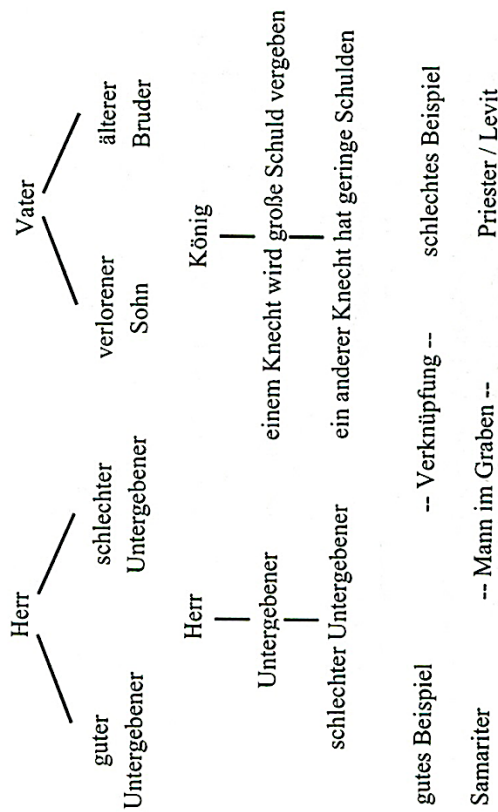 Herr Vater
guter schlechter verlorener älterer
Untergebener Untergebener Sohn Bruder
Herr König
Untergebener einem Knecht wird große Schuld vergeben
schlechter Untergebener ein anderer Knecht hat geringe Schulden
gutes Beispiel -- Verknüpfung -- schlechtes Beispiel
Samariter -- Mann im Graben -- Priester / Levit